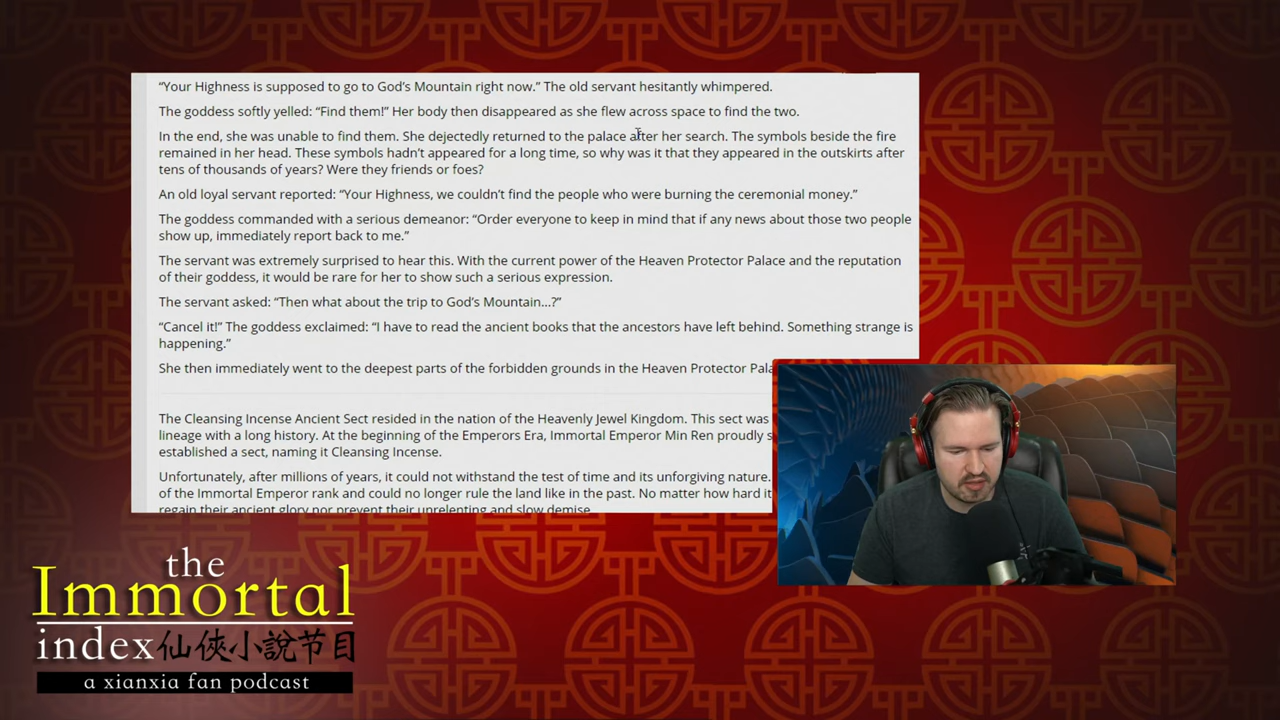 “Your Highness is supposed to go to God’s Mountain right now.” The old servant hesitantly whimpered.
The goddess softly yelled: “Find them!” Her body then disappeared as she flew across space to find the two.
In the end, she was unable to find them. She dejectedly returned to the palace after her search. The symbols beside the fire
remained in her head. These symbols hadn’t appeared for a long time, so why was it that they appeared in the outskirts after
tens of thousands of years? Were they friends or foes?
An old loyal servant reported: “Your Highness, we couldn’t find the people who were burning the ceremonial money.”
The goddess commanded with a serious demeanor: “Order everyone to keep in mind that if any news about those two people
show up, immediately report back to me.”
The servant was extremely surprised to hear this. With the current power of the Heaven Protector Palace and the reputation
of their goddess, it would be rare for her to show such a serious expression.
The servant asked: “Then what about the trip to God’s Mountain…?”
“Cancel it!” The goddess exclaimed: “I have to read the ancient books that the ancestors have left behind. Something strange is
happening.”
She then immediately went to the deepest parts of the forbidden grounds in the Heaven Protector
The Cleansing Incense Ancient Sect resided in the nation of the Heavenly Jewel Kingdom. This sect was
lineage with a long history. At the beginning of the Emperors Era, Immortal Emperor Min Ren proudly
established a sect, naming it Cleansing Incense.
Unfortunately, after millions of years, it could not withstand the test of time and its unforgiving nature.
of the Immortal Emperor rank and could no longer rule the land like in the past. No matter how hard it
regain their ancient glory nor prevent their unrelenting and slow demise.
the
Immortal
index仙俠小說节目
a xianxia fan podcast